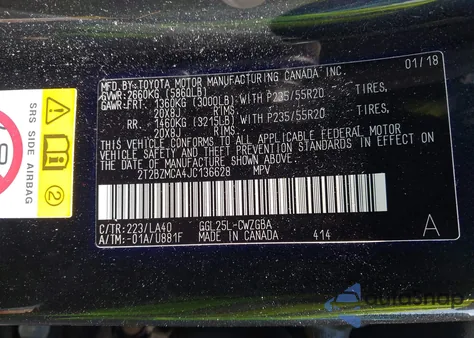 MFD.BY:TOYOTA MOTOR MANUFACTURING CANADA INC. 01/18
GVWR:2660KG (5860LB)
GAWR:FRT. 1360KG (3000LB) WITH P235/55R20 TIRES,
20X8J RIMS.
RR. 1460KG (3215LB) WITH P235/55R20 TIRES,
20X8J RIMS.
THIS VEHICLE CONFORMS TO ALL APPLICABLE FEDERAL MOTOR
VEHICLE SAFETY, BUMPER, AND THEFT PREVENTION STANDARDS
IN EFFECT ON THE DATE OF MANUFACTURE SHOWN ABOVE.
2T2BZMCA4JC136628 MPV
C/TR:223/LA40 GGL25L-CWZGBA A
A/TM:-01A/U881F MADE IN CANADA 414
SRS SIDE AIRBAG
autosnap